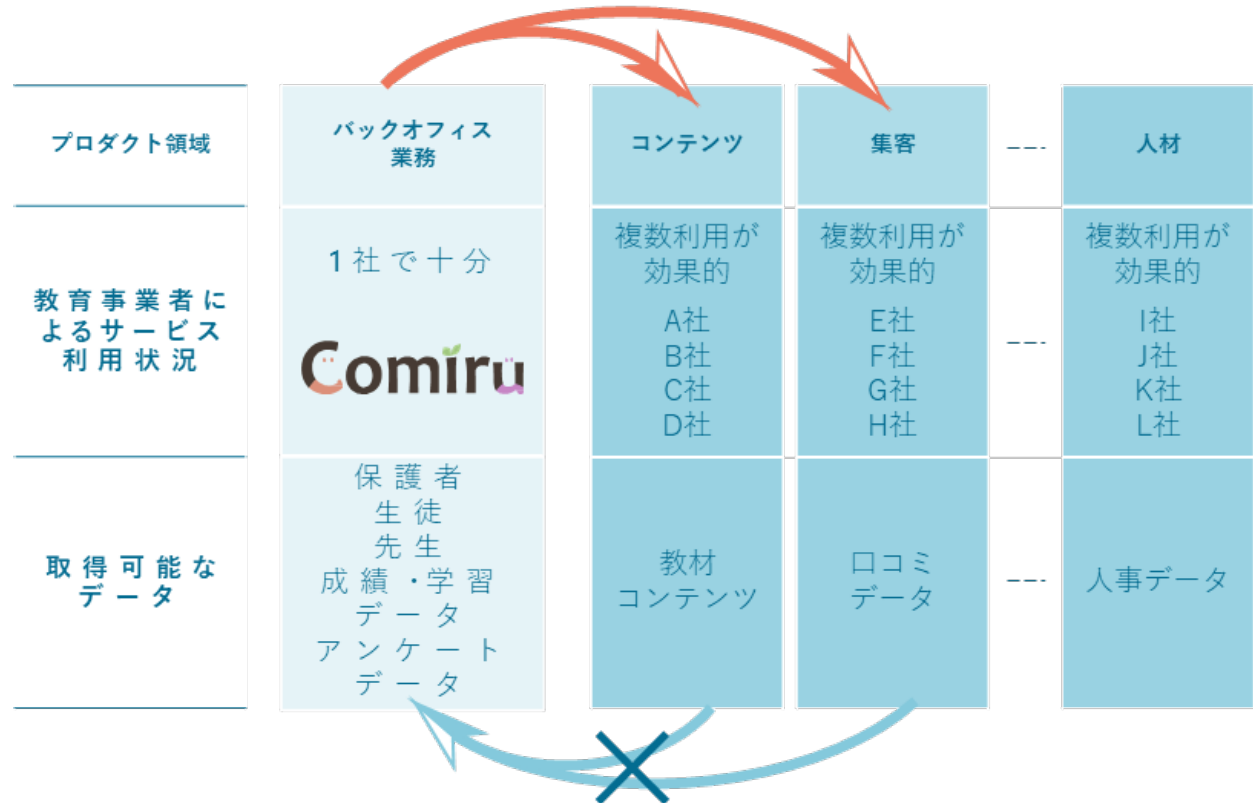 プロダクト領域
バックオフィス
業務
コンテンツ
集客
人材
教育事業者に
よるサービス
利用状況
1社で十分
Comiru
複数利用が
効果的
A社
B社
C社
D社
複数利用が
効果的
E社
F社
G社
H社
複数利用が
効果的
I社
J社
K社
L社
取得可能な
データ
保護者
生徒
先生
成績・学習
データ
アンケート
データ
教材
コンテンツ
口コミ
データ
人事データ